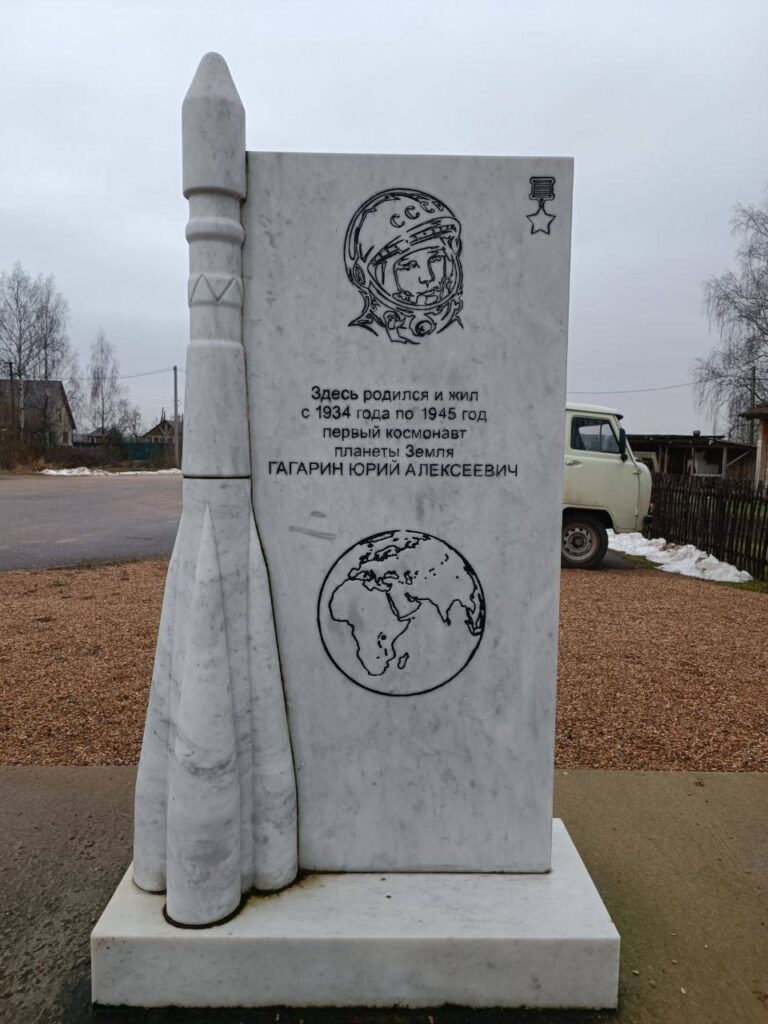 СССР
Здесь родился и жил
с 1934 года по 1945 год
первый космонавт
планеты Земля
ГАГАРИН ЮРИЙ АЛЕКСЕЕВИЧ